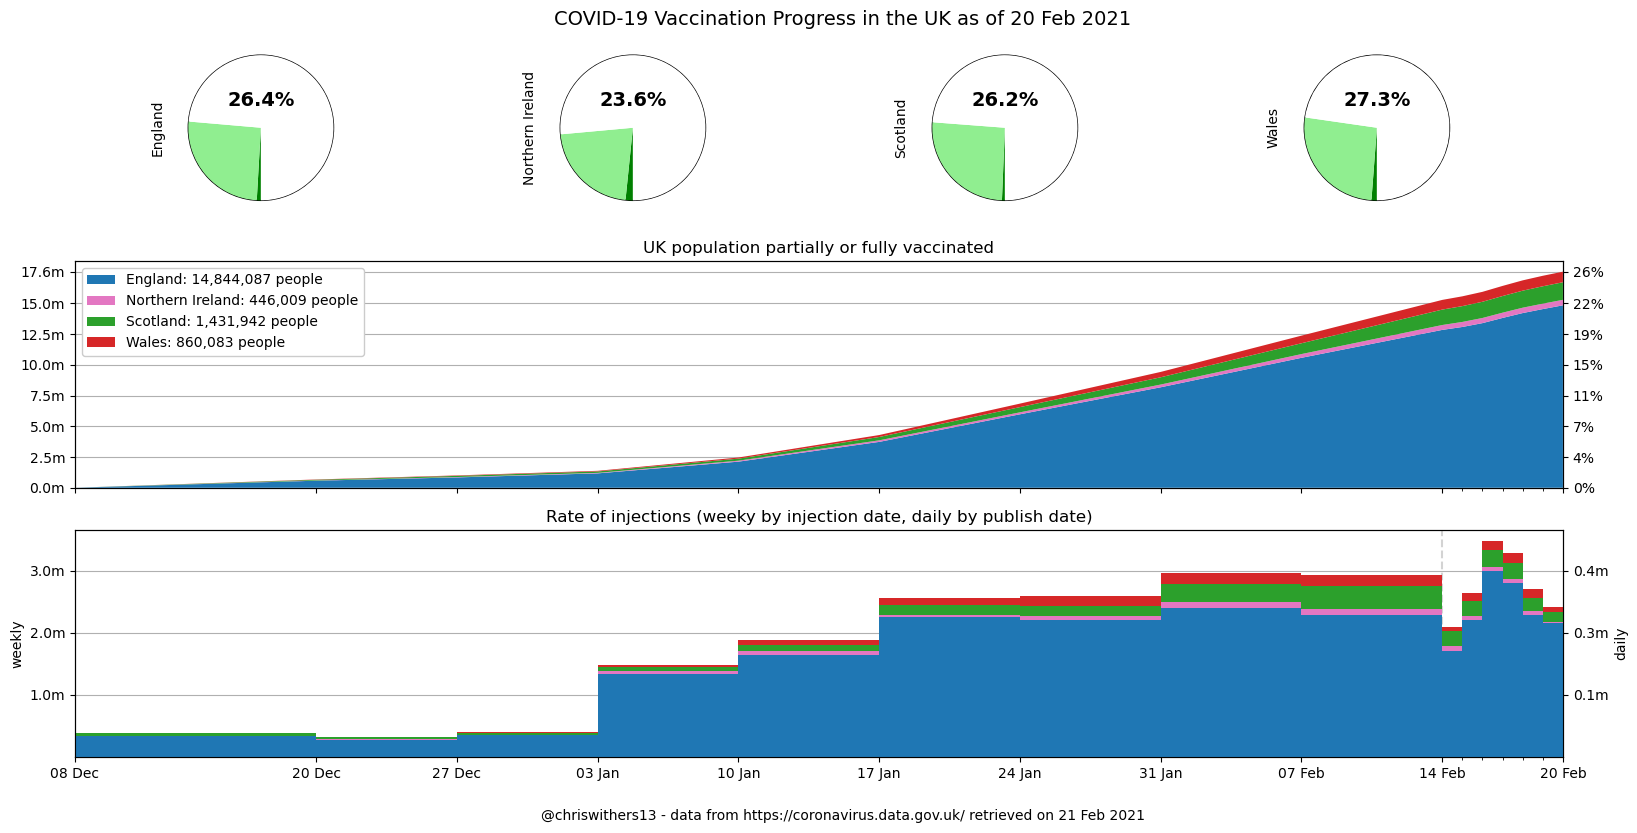 COVID-19 Vaccination Progress in the UK as of 20 Feb 2021
England
26.4%
Northern Ireland
23.6%
Scotland
26.2%
Wales
27.3%
UK population partially or fully vaccinated
17.6m
15.0m
12.5m
10.0m
7.5m
5.0m
2.5m
0.0m
England: 14,844,087 people
Northern Ireland: 446,009 people
Scotland: 1,431,942 people
Wales: 860,083 people
26%
22%
19%
15%
11%
7%
4%
0%
Rate of injections (weeky by injection date, daily by publish date)
weekly
3.0m
2.0m
1.0m
0.4m
0.3m
0.1m
daily
08 Dec
20 Dec
27 Dec
03 Jan
10 Jan
17 Jan
24 Jan
31 Jan
07 Feb
14 Feb
20 Feb
@chriswithers13 - data from https://coronavirus.data.gov.uk/ retrieved on 21 Feb 2021